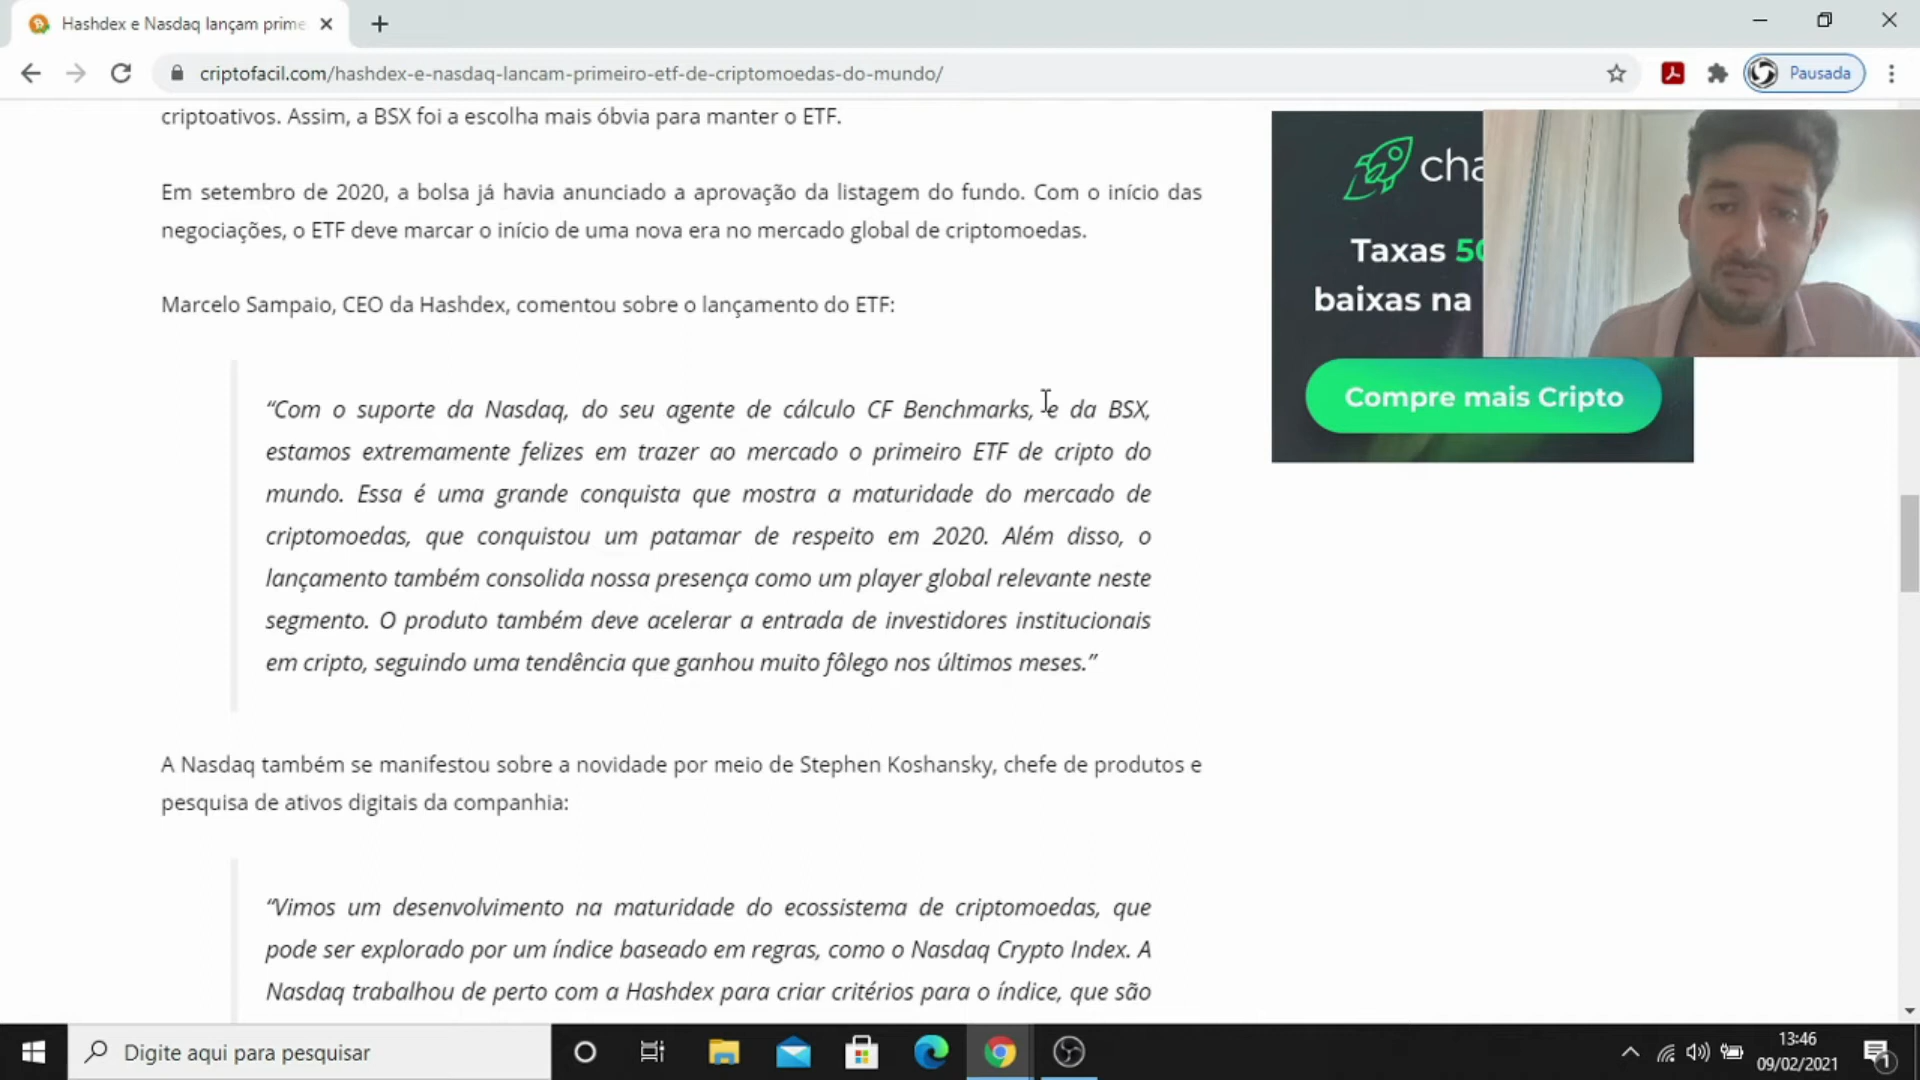 Hashdex e Nasdaq lançam prime
criptofacil.com/hashdex-e-nasdaq-lancam-primeiro-etf-de-criptomoedas-do-mundo/
Pausada
criptoativos. Assim, a BSX foi a escolha mais óbvia para manter o ETF.
Em setembro de 2020, a bolsa já havia anunciado a aprovação da listagem do fundo. Com o início das
negociações, o ETF deve marcar o início de uma nova era no mercado global de criptomoedas.
Marcelo Sampaio, CEO da Hashdex, comentou sobre o lançamento do ETF:
“Com o suporte da Nasdaq, do seu agente de cálculo CF Benchmarks, e da BSX,
estamos extremamente felizes em trazer ao mercado o primeiro ETF de cripto do
mundo. Essa é uma grande conquista que mostra a maturidade do mercado de
criptomoedas, que conquistou um patamar de respeito em 2020. Além disso, o
lançamento também consolida nossa presença como um player global relevante neste
segmento. O produto também deve acelerar a entrada de investidores institucionais
em cripto, seguindo uma tendência que ganhou muito fôlego nos últimos meses.”
A Nasdaq também se manifestou sobre a novidade por meio de Stephen Koshansky, chefe de produtos e
pesquisa de ativos digitais da companhia:
“Vimos um desenvolvimento na maturidade do ecossistema de criptomoedas, que
pode ser explorado por um índice baseado em regras, como o Nasdaq Crypto Index. A
Nasdaq trabalhou de perto com a Hashdex para criar critérios para o índice, que são
cha
Taxas 50
baixas na
Compre mais Cripto
Digite aqui para pesquisar
13:46
09/02/2021
1